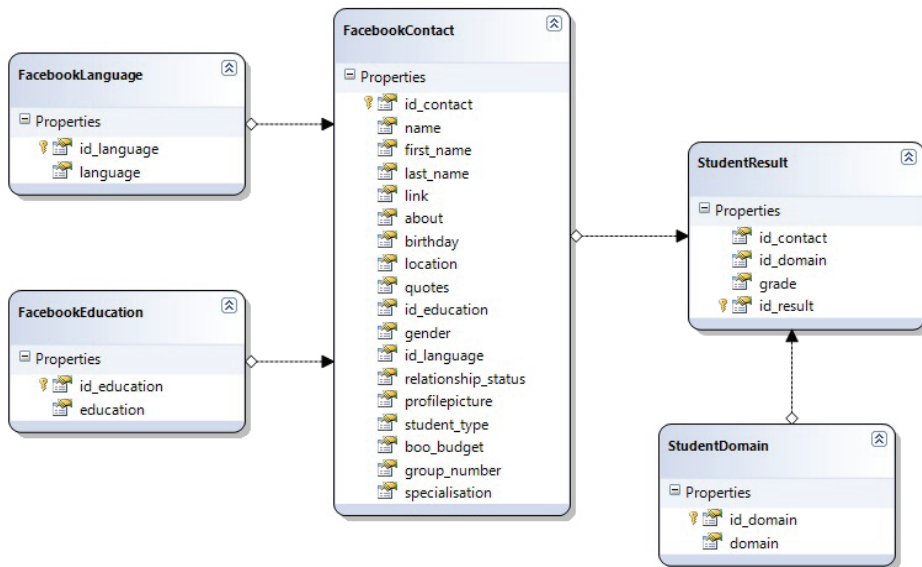 FacebookLanguage
Properties
id_language
language
FacebookEducation
Properties
id_education
education
FacebookContact
Properties
id_contact
name
first_name
last_name
link
about
birthday
location
quotes
id_education
gender
id_language
relationship_status
profilepicture
student_type
boo_budget
group_number
specialisation
StudentResult
Properties
id_contact
id_domain
grade
id_result
StudentDomain
Properties
id_domain
domain